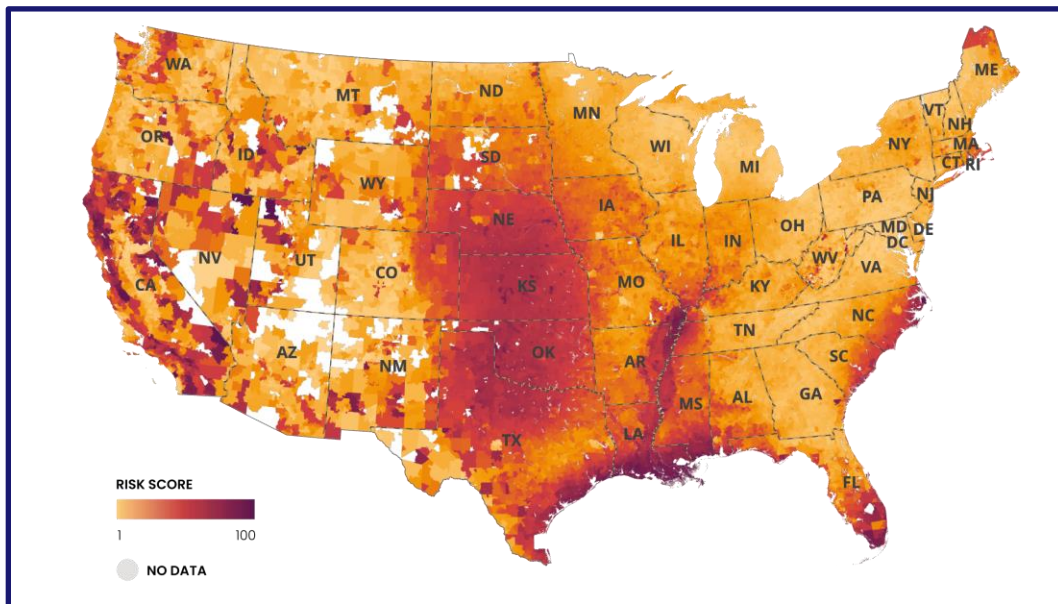 WA
MT
ND
MN
ME
VT
NH
OR
ID
SD
WI
MI
NY
MA
CT RI
WY
NE
IA
PA
NJ
NV
UT
CO
IL
IN
OH
MD
DE
DC
WV
VA
CA
KS
MO
KY
AZ
NM
OK
AR
TN
NC
SC
TX
LA
MS
AL
GA
FL
RISK SCORE
1 100
NO DATA